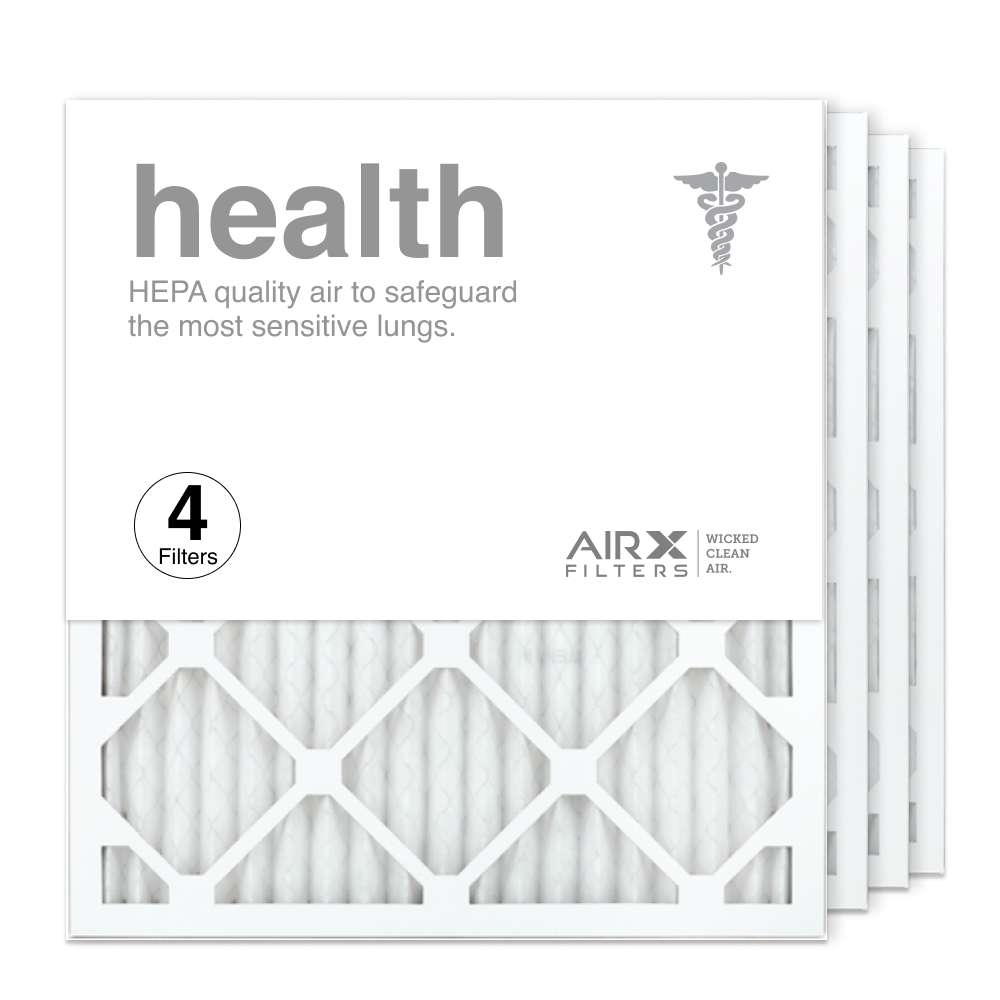 health
HEPA quality air to safeguard
the most sensitive lungs.
4
Filters
AIRX
FILTERS
WICKED
CLEAN
AIR.